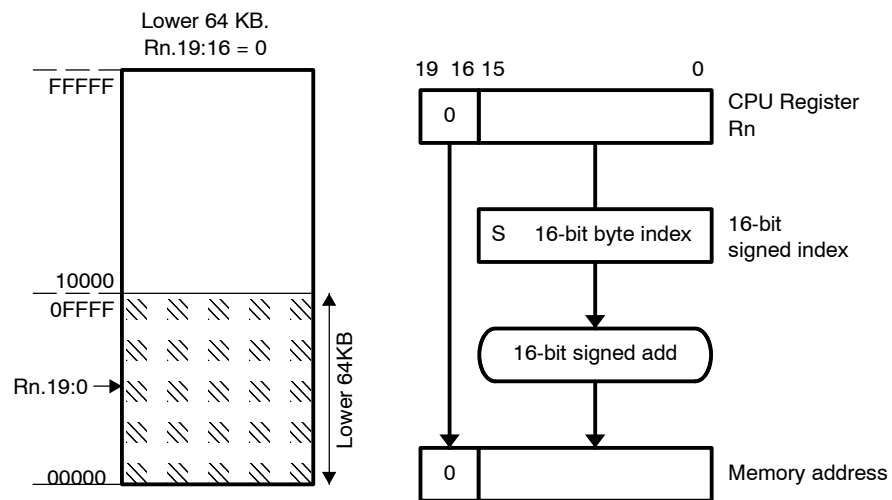 Lower 64 KB.
Rn.19:16 = 0
FFFFF
10000
0FFFF
Rn.19:0
00000
Lower 64KB
19 16 15 0
0
CPU Register
Rn
S 16-bit byte index
16-bit
signed index
16-bit signed add
0
Memory address